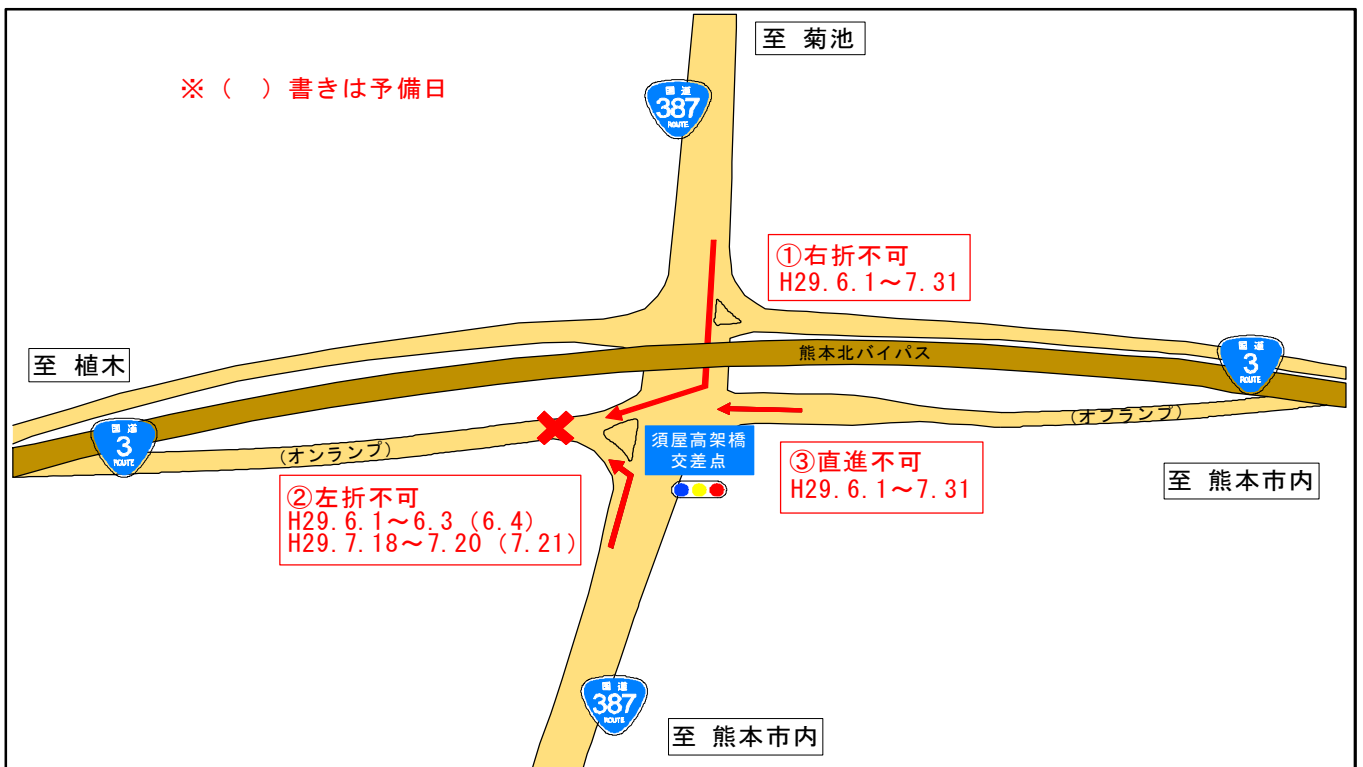 至 菊池
※（　）書きは予備日
国道
387
ROUTE
①右折不可
H29.6.1～7.31
熊本北バイパス
国道
3
ROUTE
至 植木
(オフランプ)
国道
3
ROUTE
(オンランプ)
須屋高架橋
交差点
③直進不可
H29.6.1～7.31
至 熊本市内
②左折不可
H29.6.1～6.3（6.4）
H29.7.18～7.20（7.21）
国道
387
ROUTE
至 熊本市内